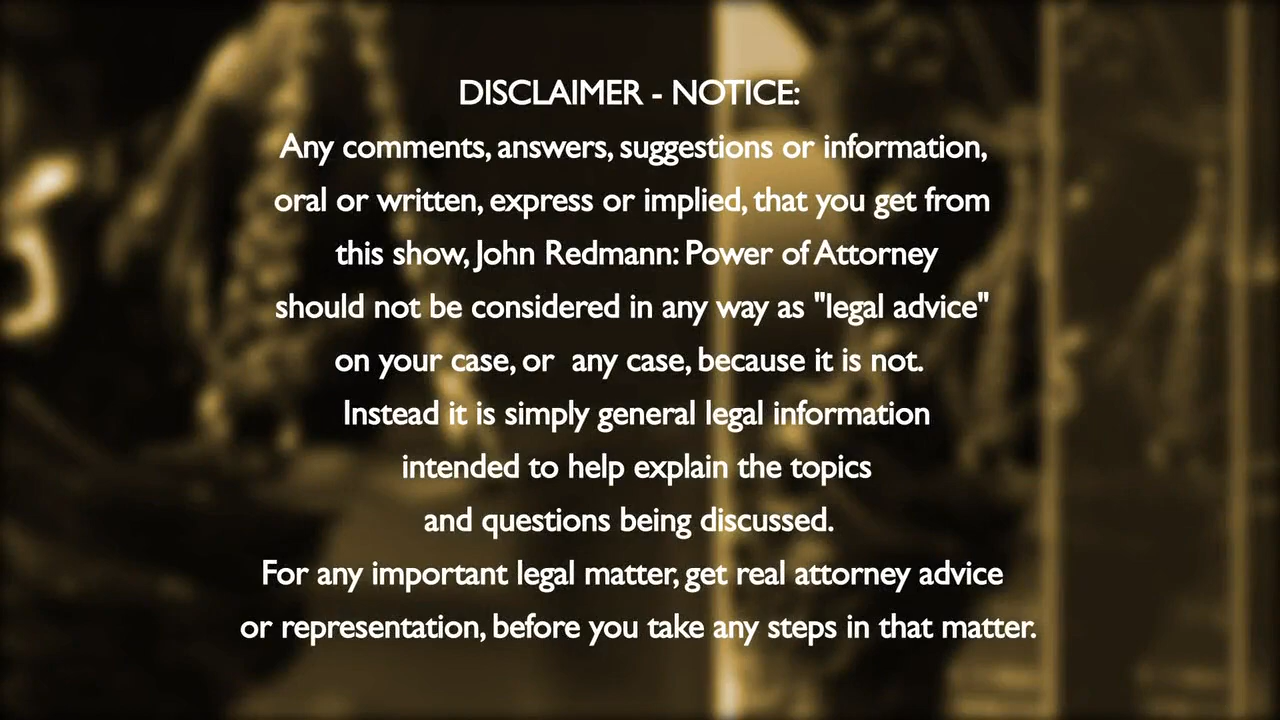 DISCLAIMER - NOTICE:
Any comments, answers, suggestions or information,
oral or written, express or implied, that you get from
this show, John Redmann: Power of Attorney
should not be considered in any way as "legal advice"
on your case, or  any case, because it is not.
Instead it is simply general legal information
intended to help explain the topics
and questions being discussed.
For any important legal matter, get real attorney advice
or representation, before you take any steps in that matter.